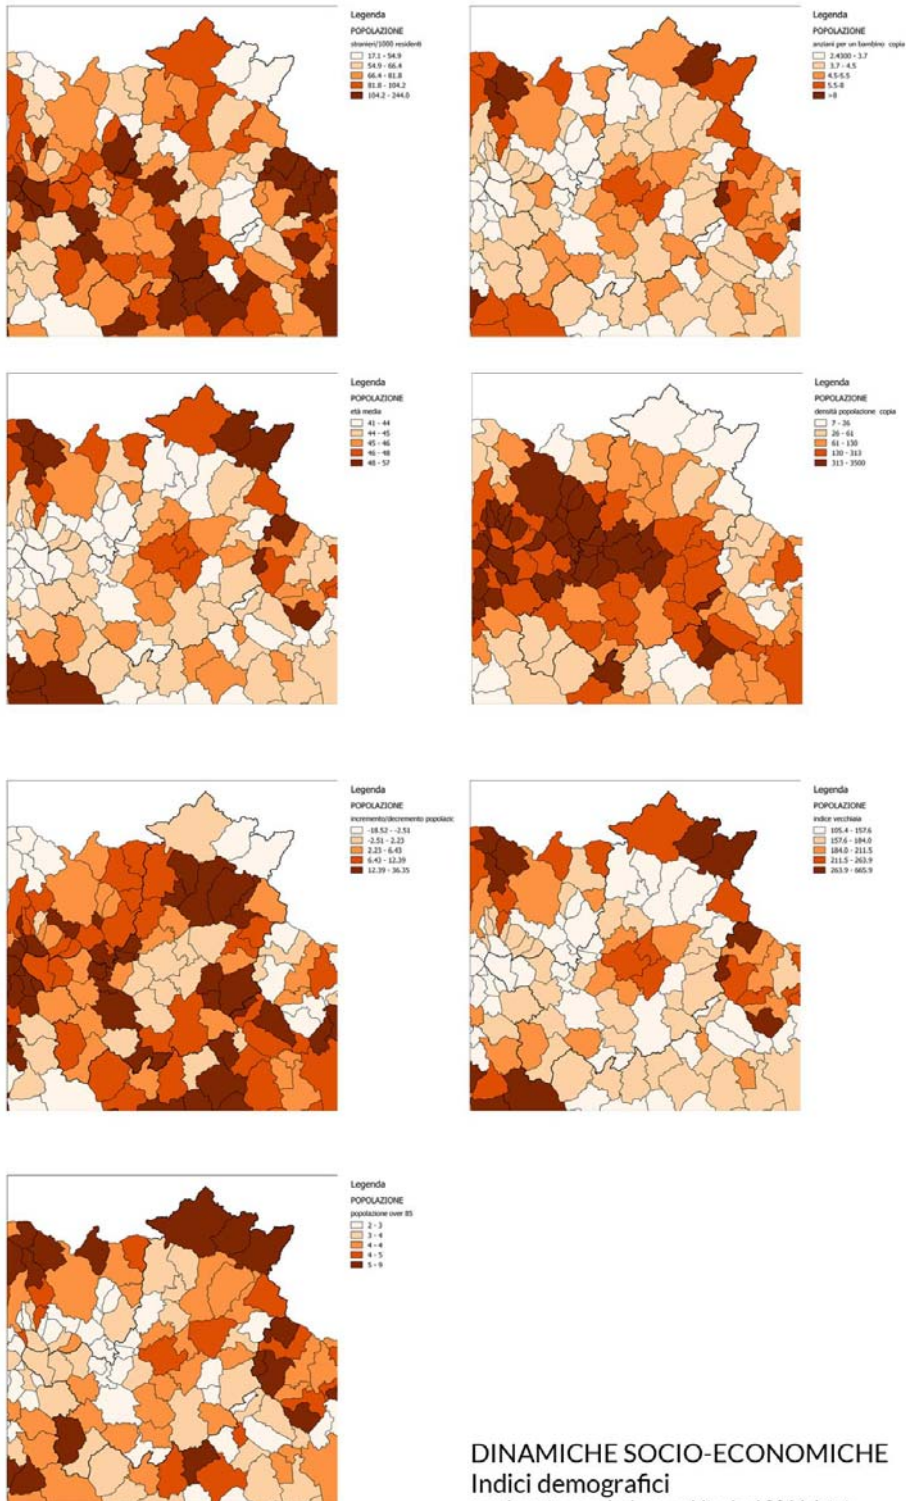 Legenda
POPOLAZIONE
stranieri/1000 residenti
17.1 - 54.9
54.9 - 66.4
66.4 - 81.8
81.8 - 104.2
104.2 - 244.0
Legenda
POPOLAZIONE
anziani per un bambino copia
2.4300 - 3.7
3.7 - 4.5
4.5-5.5
5.5-8
>8
Legenda
POPOLAZIONE
età media
41 - 44
44 - 45
45 - 46
46 - 48
48 - 57
Legenda
POPOLAZIONE
densità popolazione copia
7 - 26
26 - 61
61 - 130
130 - 313
313 - 3500
Legenda
POPOLAZIONE
incremento/decremento popolazic
-18.52 - -2.51
-2.51 - 2.23
2.23 - 6.43
6.43 - 12.39
12.39 - 36.35
Legenda
POPOLAZIONE
indice vecchiaia
105.4 - 157.6
157.6 - 184.0
184.0 - 211.5
211.5 - 263.9
263.9 - 665.9
Legenda
POPOLAZIONE
popolazione over 85
2 - 3
3 - 4
4 - 4
4 - 5
5 - 9
DINAMICHE SOCIO-ECONOMICHE
Indici demografici